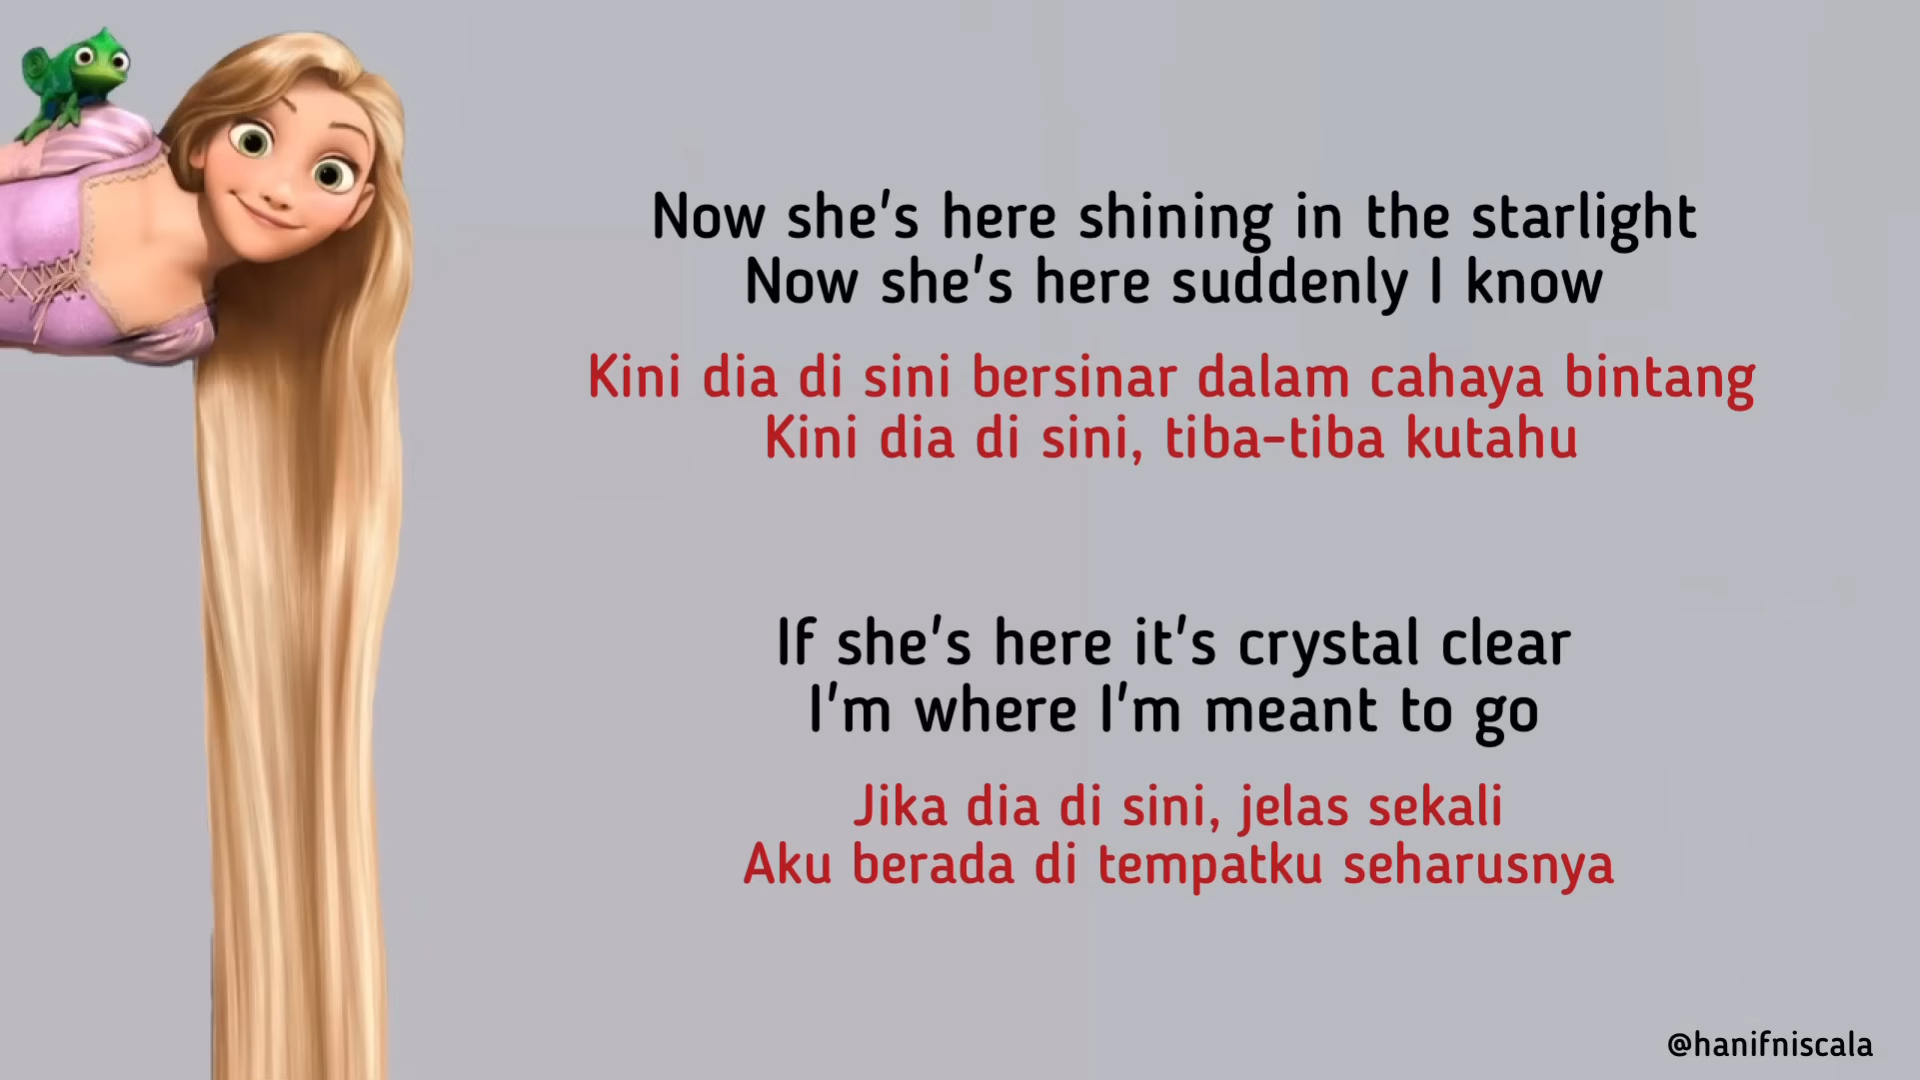 Now she's here shining in the starlight
Now she's here suddenly I know
Kini dia di sini bersinar dalam cahaya bintang
Kini dia di sini, tiba-tiba kutahu
If she's here it's crystal clear
I'm where I'm meant to go
Jika dia di sini, jelas sekali
Aku berada di tempatku seharusnya
@hanifniscala